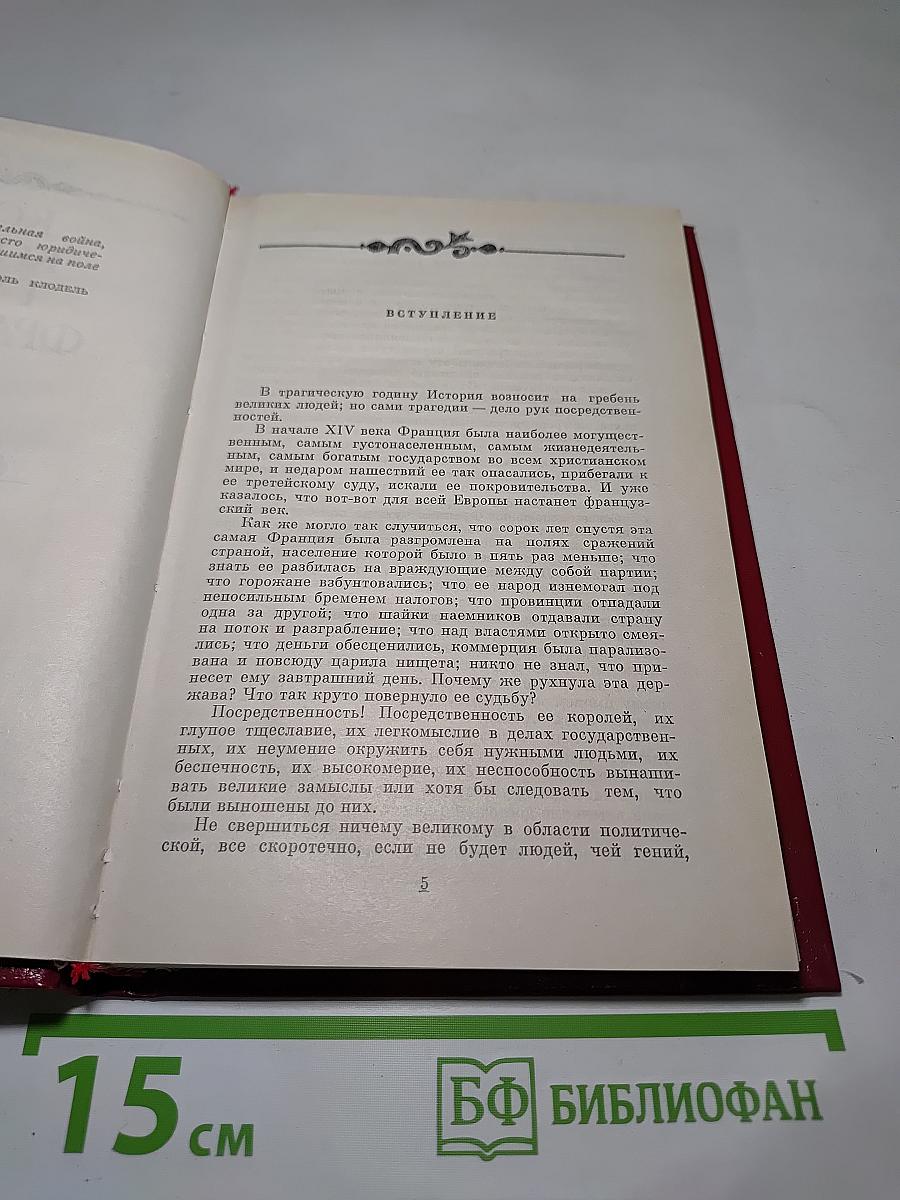 льная война,
сто юридиче-
шимся на поле
оль клодель
ВСТУПЛЕНИЕ
В трагическую годину История возносит на гребень
великих людей; но сами трагедии — дело рук посредствен-
ностей.
В начале XIV века Франция была наиболее могущест-
венным, самым густонаселенным, самым жизнедеятель-
ным, самым богатым государством во всем христианском
мире, и недаром нашествий ее так опасались, прибегали к
ее третейскому суду, искали ее покровительства. И уже
казалось, что вот-вот для всей Европы настанет француз-
ский век.
Как же могло так случиться, что сорок лет спустя эта
самая Франция была разгромлена на полях сражений
страной, население которой было в пять раз меньше; что
знать ее разбилась на враждующие между собой партии;
что горожане взбунтовались; что ее народ изнемогал под
непосильным бременем налогов; что провинции отпадали
одна за другой; что шайки наемников отдавали страну
на поток и разграбление; что над властями открыто смея-
лись; что деньги обесценились, коммерция была парализо-
вана и повсюду царила нищета; никто не знал, что при-
несет ему завтрашний день. Почему же рухнула эта дер-
жава? Что так круто повернуло ее судьбу?
Посредственность! Посредственность ее королей, их
глупое тщеславие, их легкомыслие в делах государствен-
ных, их неумение окружить себя нужными людьми, их
беспечность, их высокомерие, их неспособность вынаши-
вать великие замыслы или хотя бы следовать тем, что
были выношены до них.
Не свершиться ничему великому в области политиче-
ской, все скоротечно, если не будет людей, чей гений,
5
15 см
БФ БИБЛИОФАН